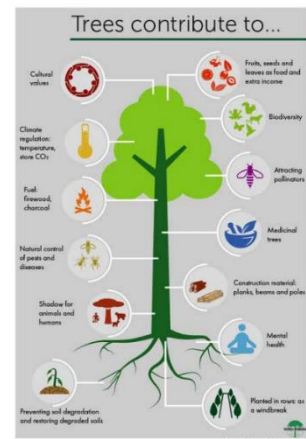 Trees contribute to...
Cultural
values
Fruits, seeds and
leaves as food and
extra income
Climate
regulation:
temperature,
store CO₂
Biodiversity
Fuel:
firewood,
charcoal
Attracting
pollinators
Medicinal
trees
Natural control
of pests and
diseases
Construction material:
planks, beams and poles
Shadow for
animals and
humans
Mental
health
Preventing soil degradation
and restoring degraded soils
Planted in rows as
a windbreak